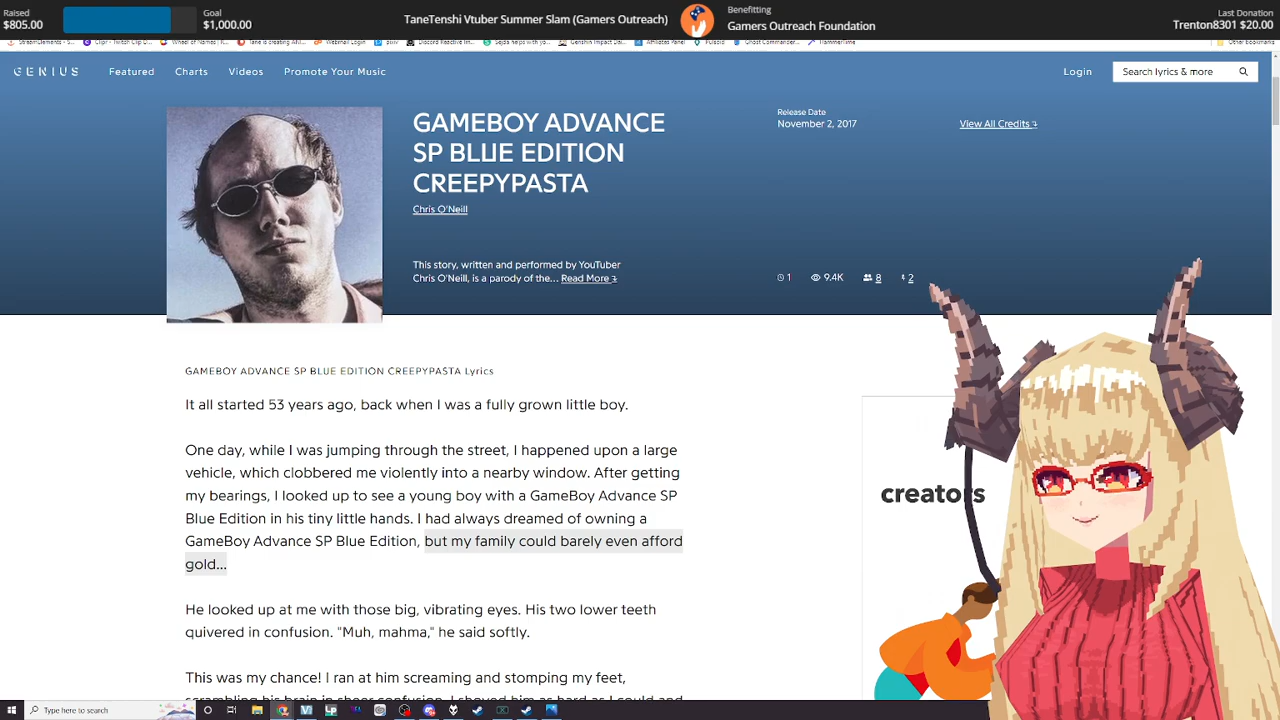 Raised
$805.00
Goal
$1,000.00
TaneTenshi Vtuber Summer Slam (Gamers Outreach)
Benefitting
Gamers Outreach Foundation
Last Donation
Trenton8301 $20.00
Other bookmarks
GENIUS
Featured
Charts
Videos
Promote Your Music
Login
Search lyrics & more
GAMEBOY ADVANCE
SP BLUE EDITION
CREEPYPASTA
Chris O'Neill
Release Date
November 2, 2017
View All Credits
This story, written and performed by YouTuber
Chris O'Neill, is a parody of the... Read More
1
9.4K
8
2
GAMEBOY ADVANCE SP BLUE EDITION CREEPYPASTA Lyrics
It all started 53 years ago, back when I was a fully grown little boy.
One day, while I was jumping through the street, I happened upon a large
vehicle, which clobbered me violently into a nearby window. After getting
my bearings, I looked up to see a young boy with a GameBoy Advance SP
Blue Edition in his tiny little hands. I had always dreamed of owning a
GameBoy Advance SP Blue Edition, but my family could barely even afford
gold...
He looked up at me with those big, vibrating eyes. His two lower teeth
quivered in confusion. "Muh, mahma," he said softly.
This was my chance! I ran at him screaming and stomping my feet,
creators
Type here to search